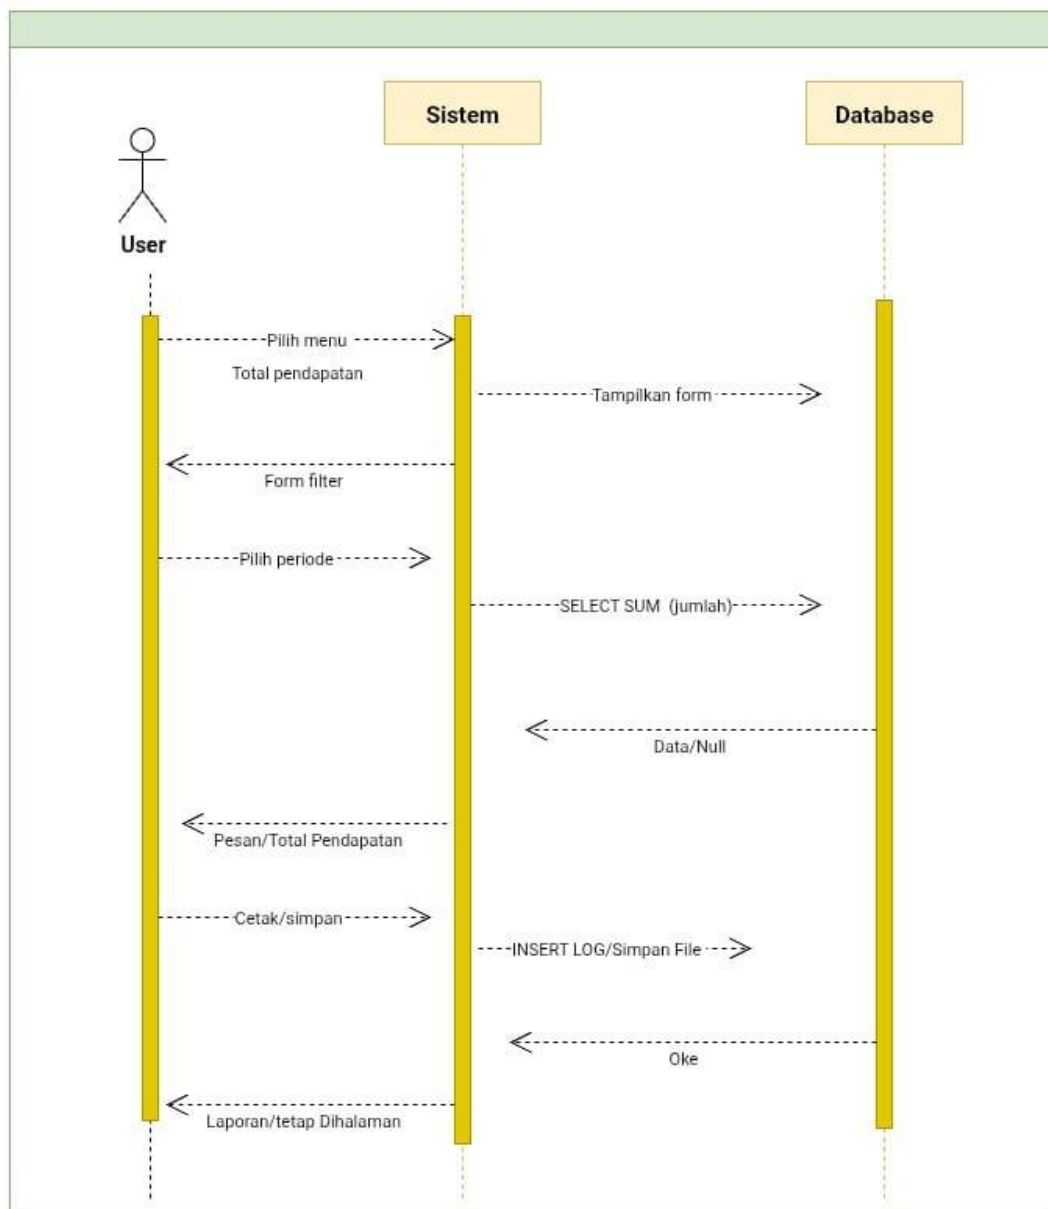 Sistem
Database
User
Pilih menu
Total pendapatan
Tampilkan form
Form filter
Pilih periode
SELECT SUM (jumlah)
Data/Null
Pesan/Total Pendapatan
Cetak/simpan
INSERT LOG/Simpan File
Oke
Laporan/tetap Dihalaman